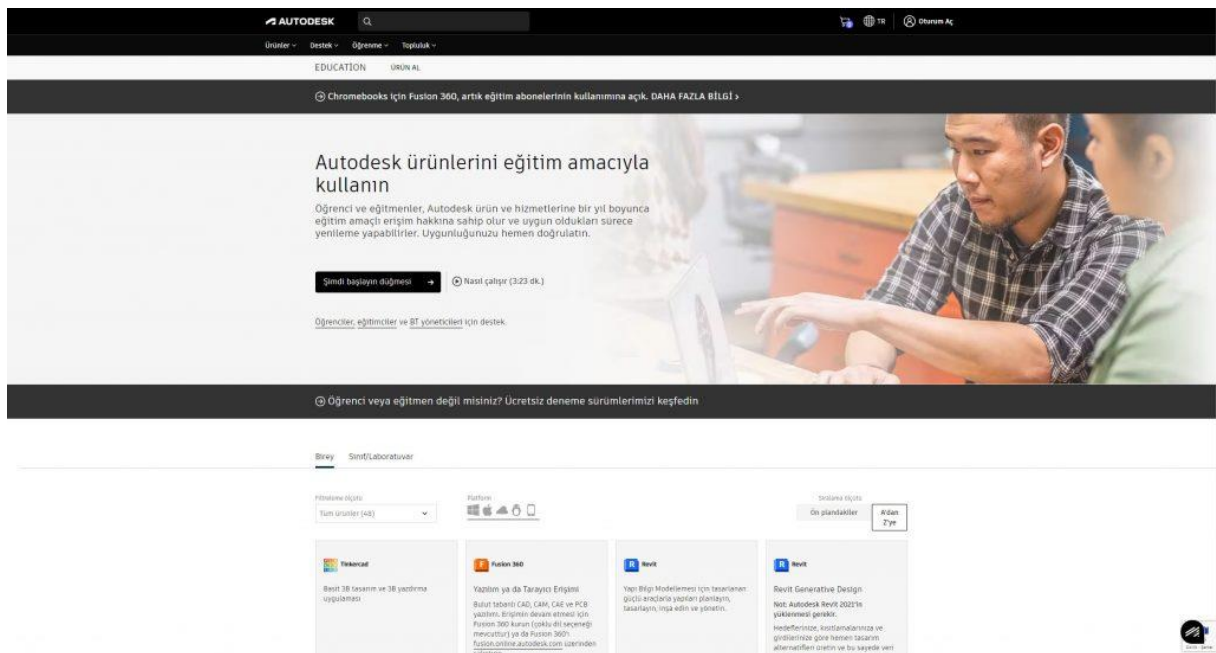 AUTODESK
TR
Oturum Aç
Ürünler
Destek
Öğrenme
Topluluk
EDUCATİON
ÜRÜN AL
Chromebooks için Fusion 360, artık eğitim abonelerinin kullanımına açık. DAHA FAZLA BİLGİ >
Autodesk ürünlerini eğitim amacıyla
kullanın
Öğrenci ve eğitmenler, Autodesk ürün ve hizmetlerine bir yıl boyunca
eğitim amaçlı erişim hakkına sahip olur ve uygun oldukları sürece
yenileme yapabilirler. Uygunluğunuzu hemen doğrulatın.
Şimdi başlayın düğmesi →
Nasıl çalışır (3:23 dk.)
Öğrenciler, eğitimciler ve BT yöneticileri için destek.
Öğrenci veya eğitmen değil misiniz? Ücretsiz deneme sürümlerimizi keşfedin
Birey
Sınıf/Laboratuvar
Filtreleme ölçütü
Platform
Sıralama ölçütü
Tüm ürünler (48)
Ön plandakiler
A'dan
Z'ye
Tinkercad
Basit 3B tasarım ve 3B yazdırma
uygulaması
Fusion 360
Yazılım ya da Tarayıcı Erişimi
Bulut tabanlı CAD, CAM, CAE ve PCB
yazılımı. Erişimin devam etmesi için
Fusion 360 kurun (çoklu dil seçeneği
mevcuttur) ya da Fusion 360'ı
fusion.online.autodesk.com üzerinden
R Revit
Yapı Bilgi Modellemesi için tasarlanan
güçlü araçlarla yapıları planlayın,
tasarlayın, inşa edin ve yönetin.
R Revit
Revit Generative Design
Not: Autodesk Revit 2021'in
yüklenmesi gerekir.
Hedeflerinize, kısıtlamalarınıza ve
girdilerinize göre hemen tasarım
alternatifleri üretin ve bu sayede veri